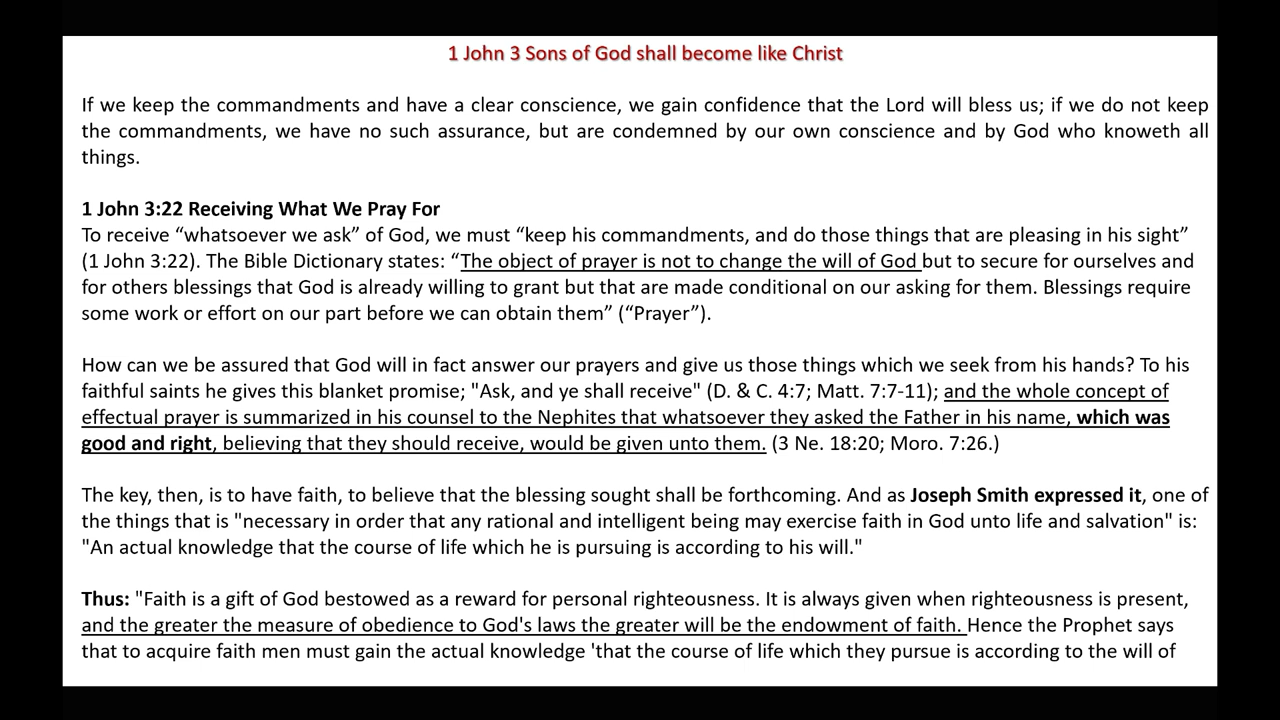 1 John 3 Sons of God shall become like Christ
If we keep the commandments and have a clear conscience, we gain confidence that the Lord will bless us; if we do not keep
the commandments, we have no such assurance, but are condemned by our own conscience and by God who knoweth all
things.
1 John 3:22 Receiving What We Pray For
To receive “whatsoever we ask” of God, we must “keep his commandments, and do those things that are pleasing in his sight”
(1 John 3:22). The Bible Dictionary states: “The object of prayer is not to change the will of God but to secure for ourselves and
for others blessings that God is already willing to grant but that are made conditional on our asking for them. Blessings require
some work or effort on our part before we can obtain them” (“Prayer”).
How can we be assured that God will in fact answer our prayers and give us those things which we seek from his hands? To his
faithful saints he gives this blanket promise; "Ask, and ye shall receive" (D. & C. 4:7; Matt. 7:7-11); and the whole concept of
effectual prayer is summarized in his counsel to the Nephites that whatsoever they asked the Father in his name, which was
good and right, believing that they should receive, would be given unto them. (3 Ne. 18:20; Moro. 7:26.)
The key, then, is to have faith, to believe that the blessing sought shall be forthcoming. And as Joseph Smith expressed it, one of
the things that is "necessary in order that any rational and intelligent being may exercise faith in God unto life and salvation" is:
"An actual knowledge that the course of life which he is pursuing is according to his will."
Thus: "Faith is a gift of God bestowed as a reward for personal righteousness. It is always given when righteousness is present,
and the greater the measure of obedience to God's laws the greater will be the endowment of faith. Hence the Prophet says
that to acquire faith men must gain the actual knowledge 'that the course of life which they pursue is according to the will of